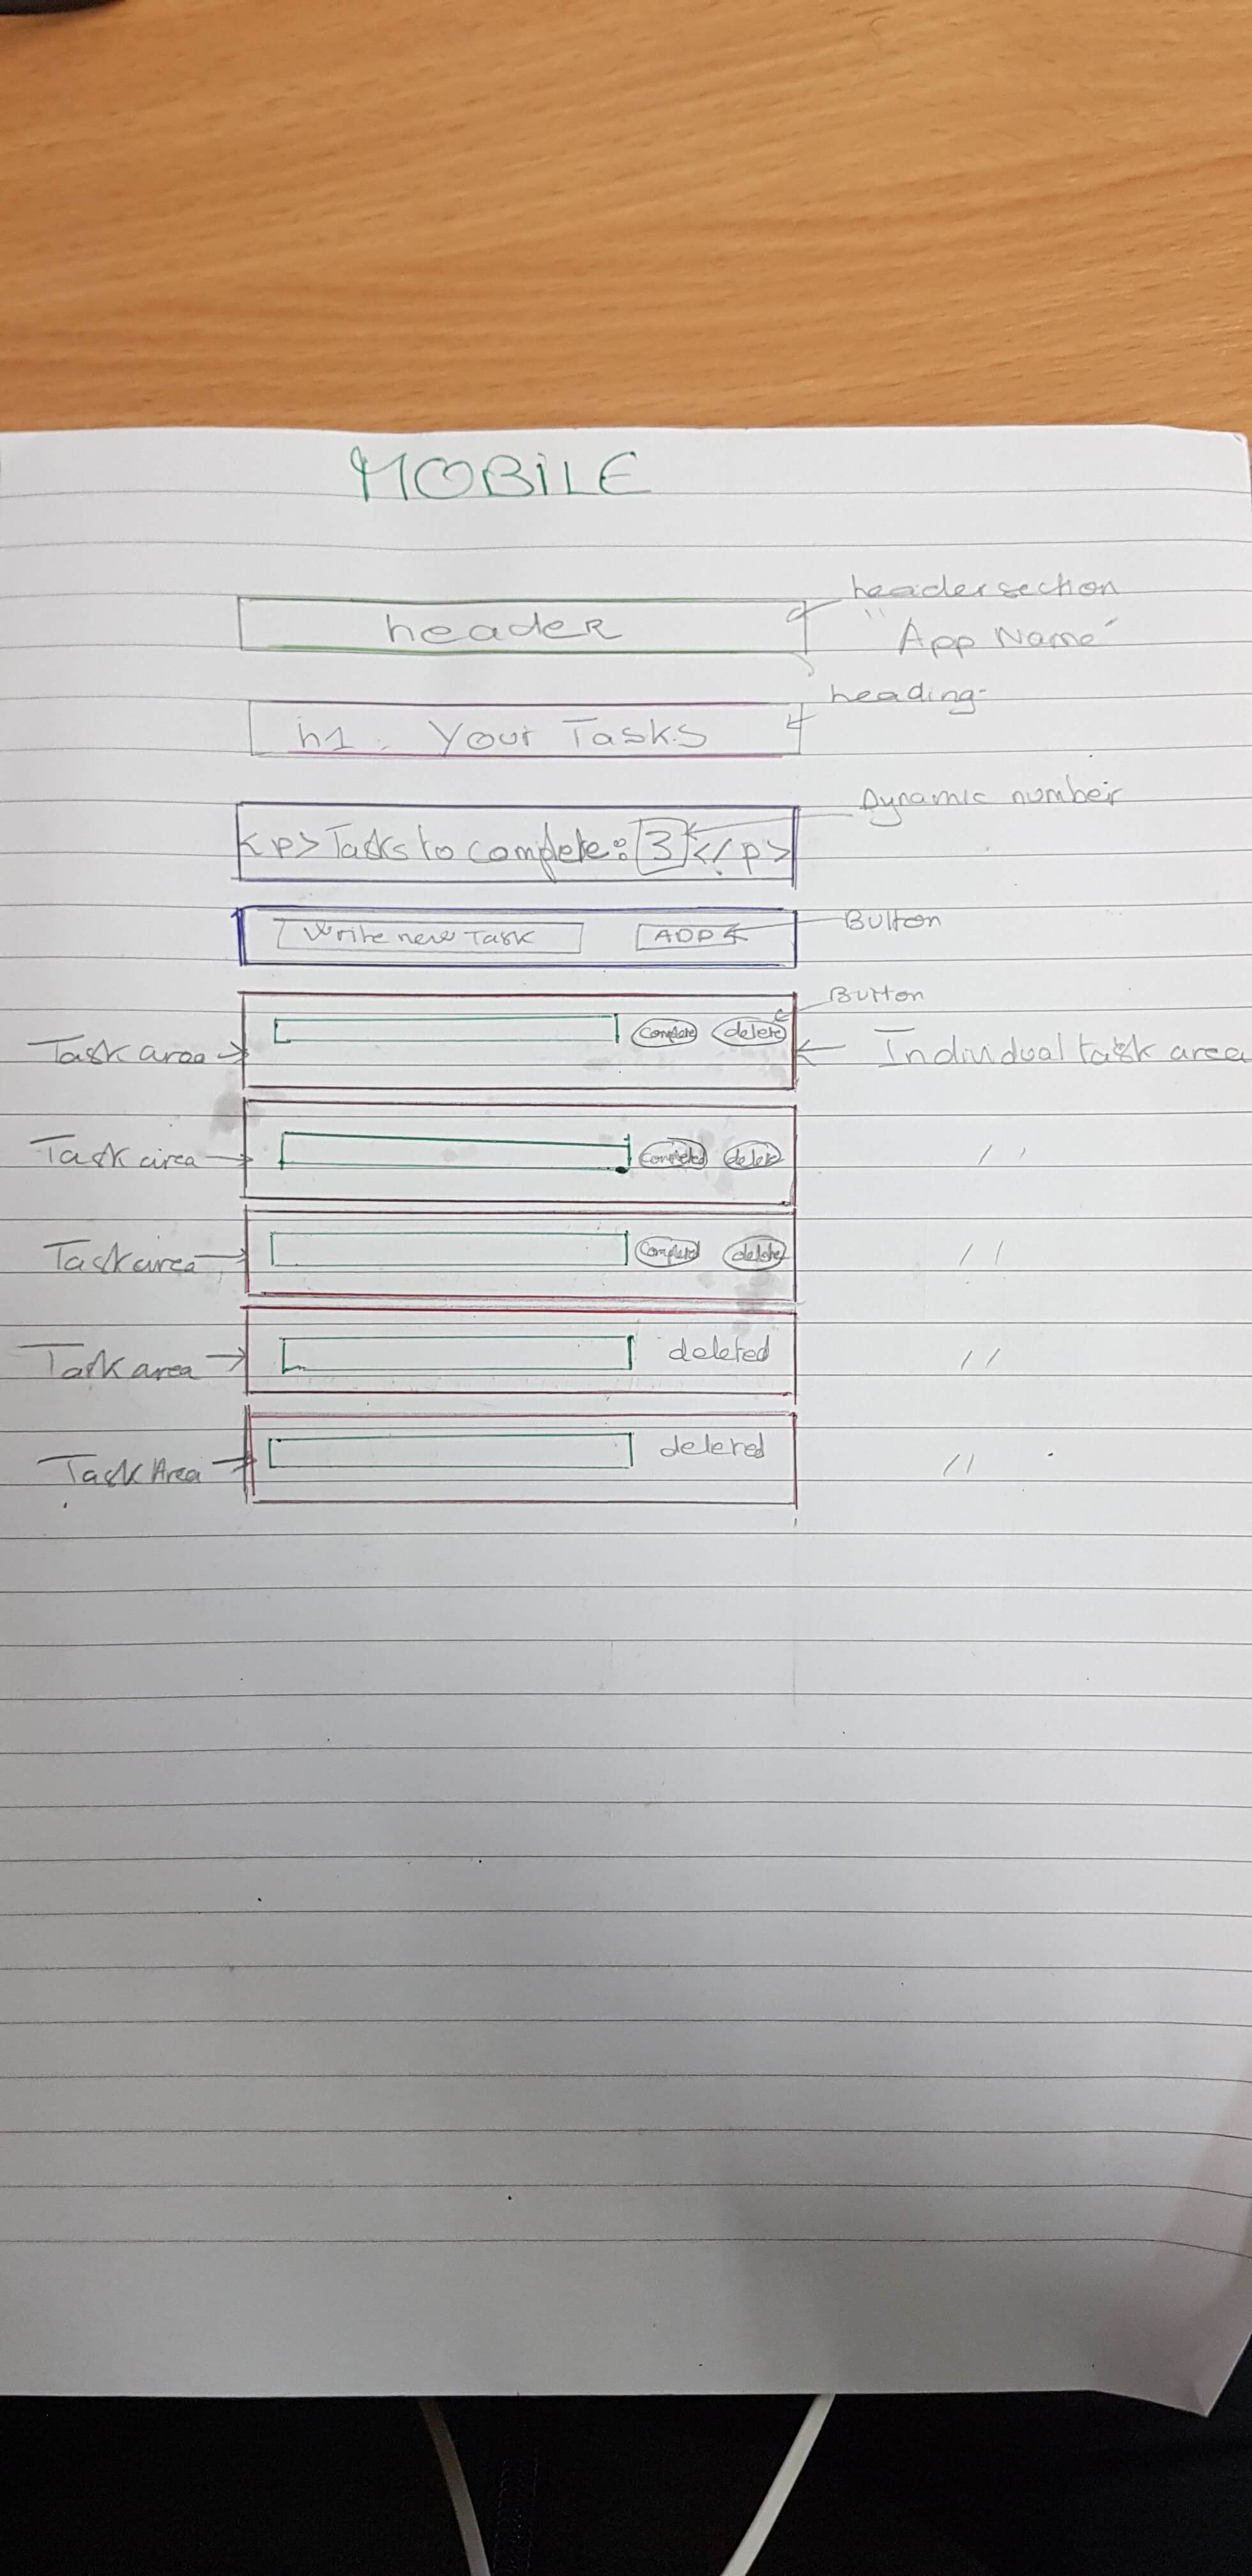 MOBILE
header
header section
"App Name"
heading
h1. Your Tasks
Dynamic number
<p> Tasks to complete: 3 </p>
Write new Task
ADD
Button
Button
Task area
Complete
delete
Individual task area
Task area
Completed
delete
//
Task area
Complete
delete
//
Task area
deleted
//
Task Area
deleted
//